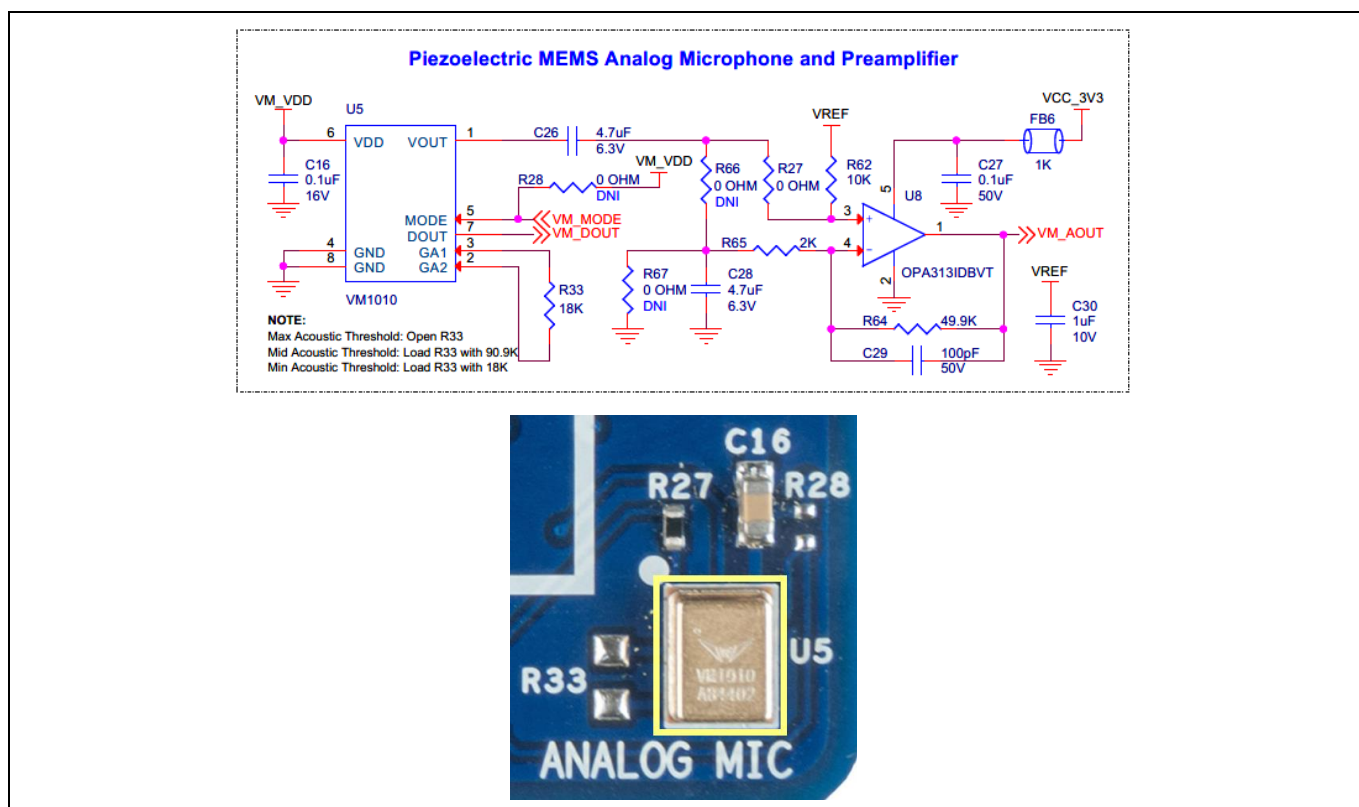 Piezoelectric MEMS Analog Microphone and Preamplifier
VM_VDD
U5
VREF
VCC_3V3
FB6
1K
6
VDD
VOUT
1
C26
4.7uF
6.3V
C16
0.1uF
16V
VM_VDD
R28
0 OHM
DNI
R66
0 OHM
DNI
R27
0 OHM
R62
10K
C27
0.1uF
50V
5
U8
MODE
5
VM_MODE
DOUT
7
VM_DOUT
3
+
1
VM_AOUT
4
GND
GA1
3
8
GND
GA2
2
R65
2K
4
-
OPA313IDBVT
2
VM1010
R33
18K
R67
0 OHM
DNI
C28
4.7uF
6.3V
VREF
C30
1uF
10V
R64
49.9K
C29
100pF
50V
NOTE:
Max Acoustic Threshold: Open R33
Mid Acoustic Threshold: Load R33 with 90.9K
Min Acoustic Threshold: Load R33 with 18K
C16
R27
R28
U5
VM1010
A84402
R33
ANALOG MIC